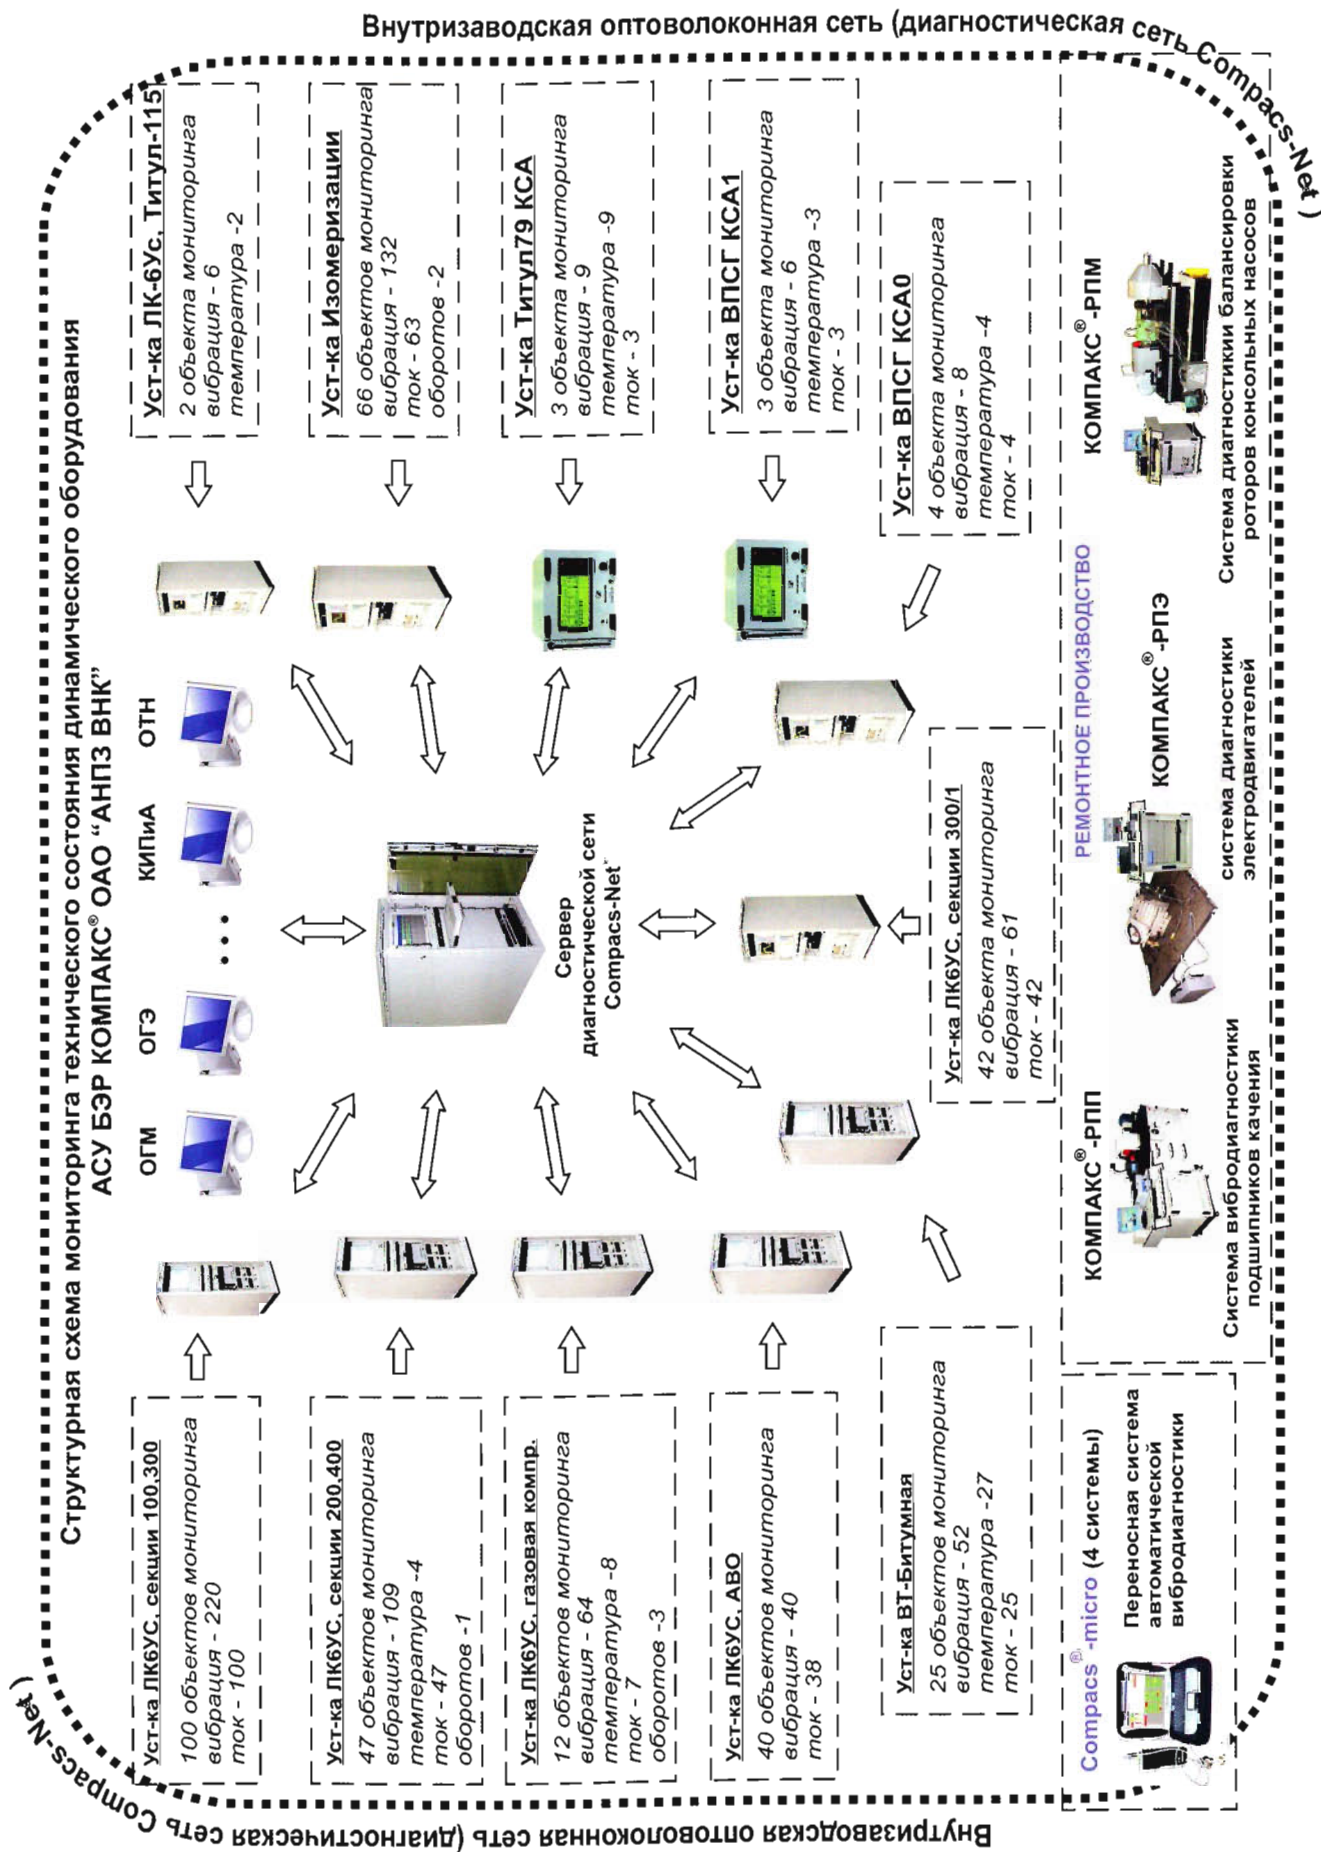 Внутризаводская оптоволоконная сеть (диагностическая сеть Compacs-Net )
Структурная схема мониторинга технического состояния динамического оборудования
АСУ БЭР КОМПАКС® ОАО “АНПЗ ВНК”
ОГМ
ОГЭ
• • •
КИПиА
ОТН
Уст-ка ЛК6УС, секции 100,300
100 объектов мониторинга
вибрация - 220
ток - 100
Уст-ка ЛК6УС, секции 200,400
47 объектов мониторинга
вибрация - 109
температура -4
ток - 47
оборотов -1
Уст-ка ЛК6УС, газовая компр.
12 объектов мониторинга
вибрация - 64
температура -8
ток - 7
оборотов -3
Уст-ка ЛК6УС, АВО
40 объектов мониторинга
вибрация - 40
ток - 38
Уст-ка ВТ-Битумная
25 объектов мониторинга
вибрация - 52
температура -27
ток - 25
Сервер
диагностической сети
Compacs-Net
Уст-ка ЛК6УС, секции 300/1
42 объекта мониторинга
вибрация - 61
ток - 42
Уст-ка ЛК-6Ус, Титул-115
2 объекта мониторинга
вибрация - 6
температура -2
Уст-ка Изомеризации
66 объектов мониторинга
вибрация - 132
ток - 63
оборотов -2
Уст-ка Титул79 КСА
3 объекта мониторинга
вибрация - 9
температура -9
ток - 3
Уст-ка ВПСГ КСА1
3 объекта мониторинга
вибрация - 6
температура -3
ток - 3
Уст-ка ВПСГ КСА0
4 объекта мониторинга
вибрация - 8
температура -4
ток - 4
Compacs®-micro (4 системы)
Переносная система
автоматической
вибродиагностики
РЕМОНТНОЕ ПРОИЗВОДСТВО
КОМПАКС®-РПП
Система вибродиагностики
подшипников качения
КОМПАКС®-РПЭ
система диагностики
электродвигателей
КОМПАКС®-РПМ
Система диагностикии балансировки
роторов консольных насосов
Внутризаводская оптоволоконная сеть (диагностическая сеть Compacs-Net )